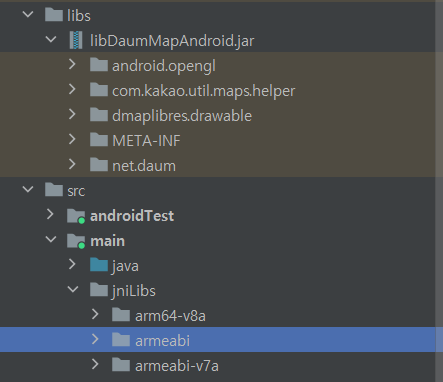 libs
libDaumMapAndroid.jar
android.opengl
com.kakao.util.maps.helper
dmaplibres.drawable
META-INF
net.daum
src
androidTest
main
java
jniLibs
arm64-v8a
armeabi
armeabi-v7a